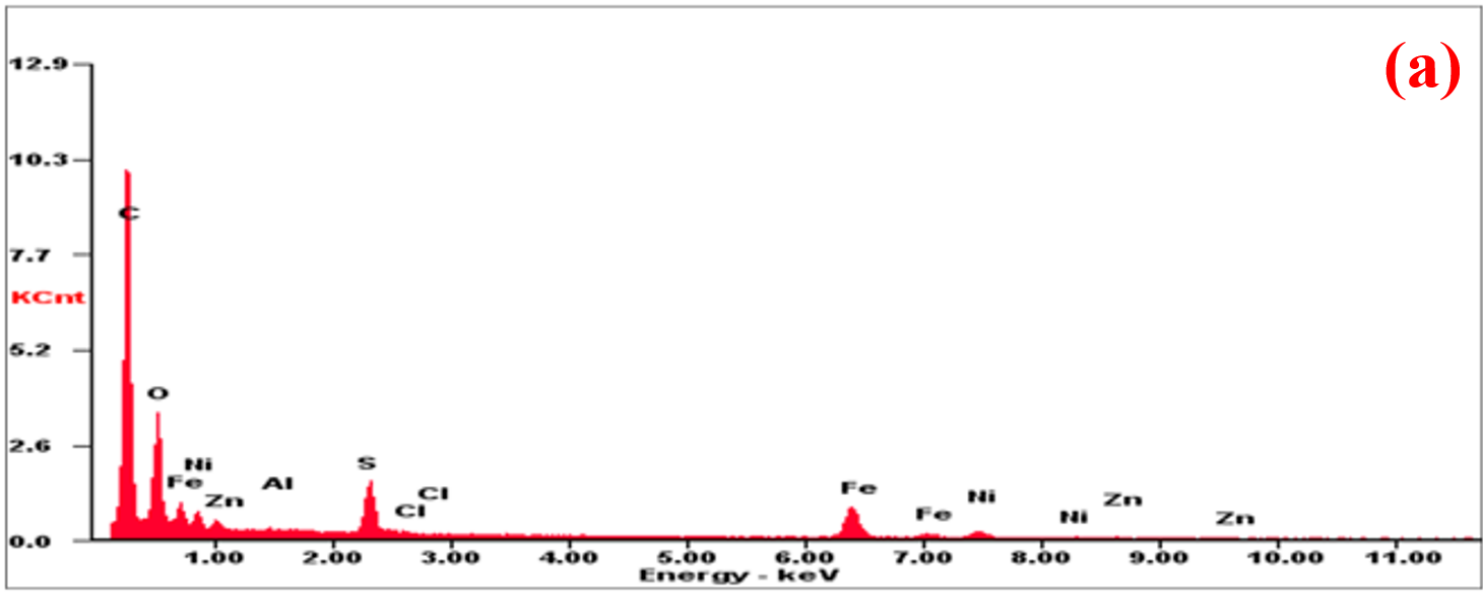 (a)
12.9
10.3
C
7.7
KCnt
5.2
O
2.6
Ni
S
Fe
Al
Cl
Zn
Cl
Fe
Ni
Zn
Fe
Ni
Zn
0.0
1.00 2.00 3.00 4.00 5.00 6.00 7.00 8.00 9.00 10.00 11.00
Energy - keV